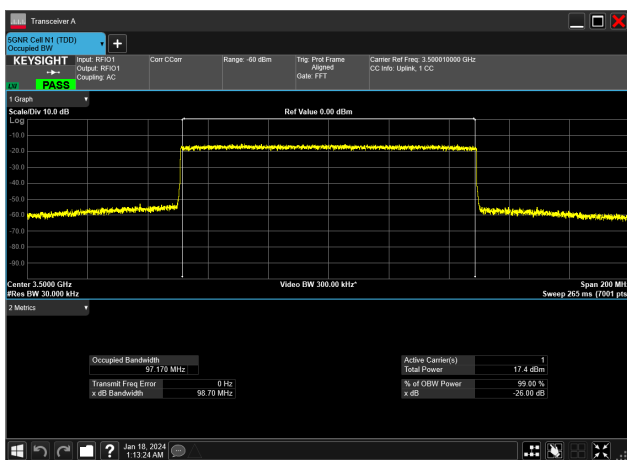 Transceiver A
5GNR Cell N1 (TDD)
Occupied BW
KEYSIGHT
Input: RFIO1
Output: RFIO1
Coupling: AC
Corr CCorr
Range: -60 dBm
Trig: Prot Frame
Aligned
Gate: FFT
Carrier Ref Freq: 3.500010000 GHz
CC Info: Uplink, 1 CC
PASS
1 Graph
Scale/Div 10.0 dB
Ref Value 0.00 dBm
Log
-10.0
-20.0
-30.0
-40.0
-50.0
-60.0
-70.0
-80.0
-90.0
Center 3.5000 GHz
Video BW 300.00 kHz*
Span 200 MH
#Res BW 30.000 kHz
Sweep 265 ms (7001 pts
2 Metrics
Occupied Bandwidth
97.170 MHz
Active Carrier(s) 1
Total Power 17.4 dBm
Transmit Freq Error 0 Hz
x dB Bandwidth 98.70 MHz
% of OBW Power 99.00 %
x dB -26.00 dB
?
Jan 18, 2024
1:13:24 AM